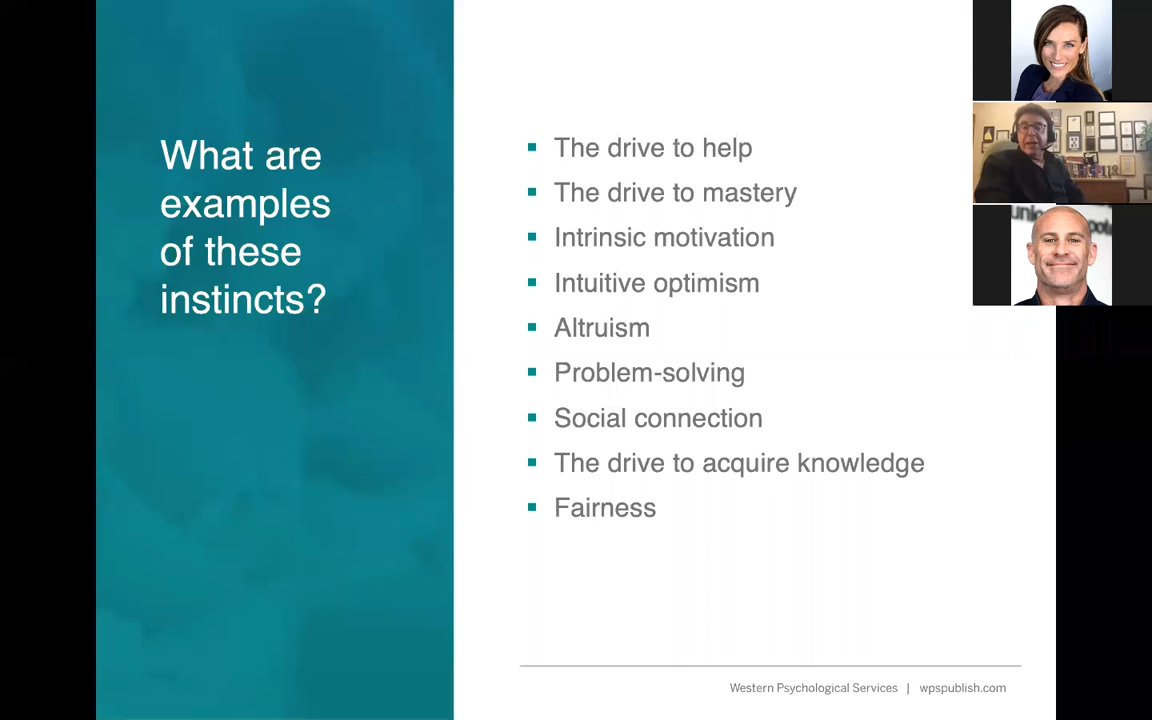 What are
examples
of these
instincts?
The drive to help
The drive to mastery
Intrinsic motivation
Intuitive optimism
Altruism
Problem-solving
Social connection
The drive to acquire knowledge
Fairness
Western Psychological Services | wpspublish.com